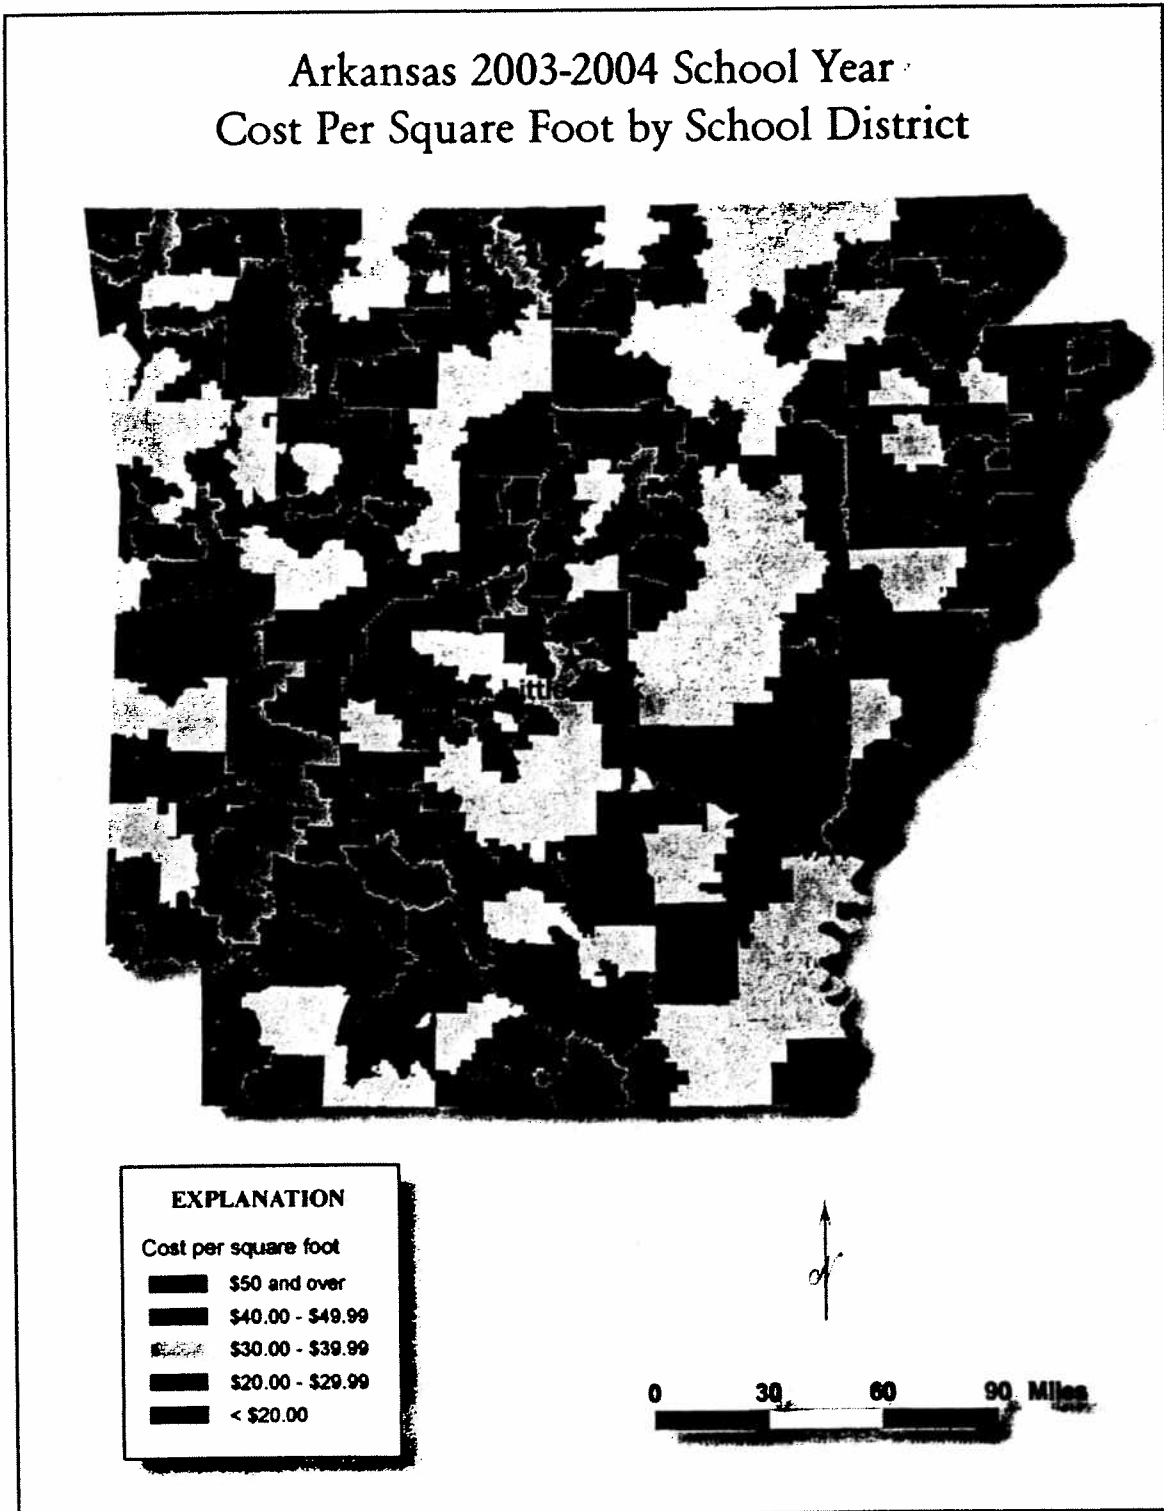 Arkansas 2003-2004 School Year
Cost Per Square Foot by School District
Little
EXPLANATION
Cost per square foot
$50 and over
$40.00 - $49.99
$30.00 - $39.99
$20.00 - $29.99
< $20.00
N
0 30 60 90 Miles